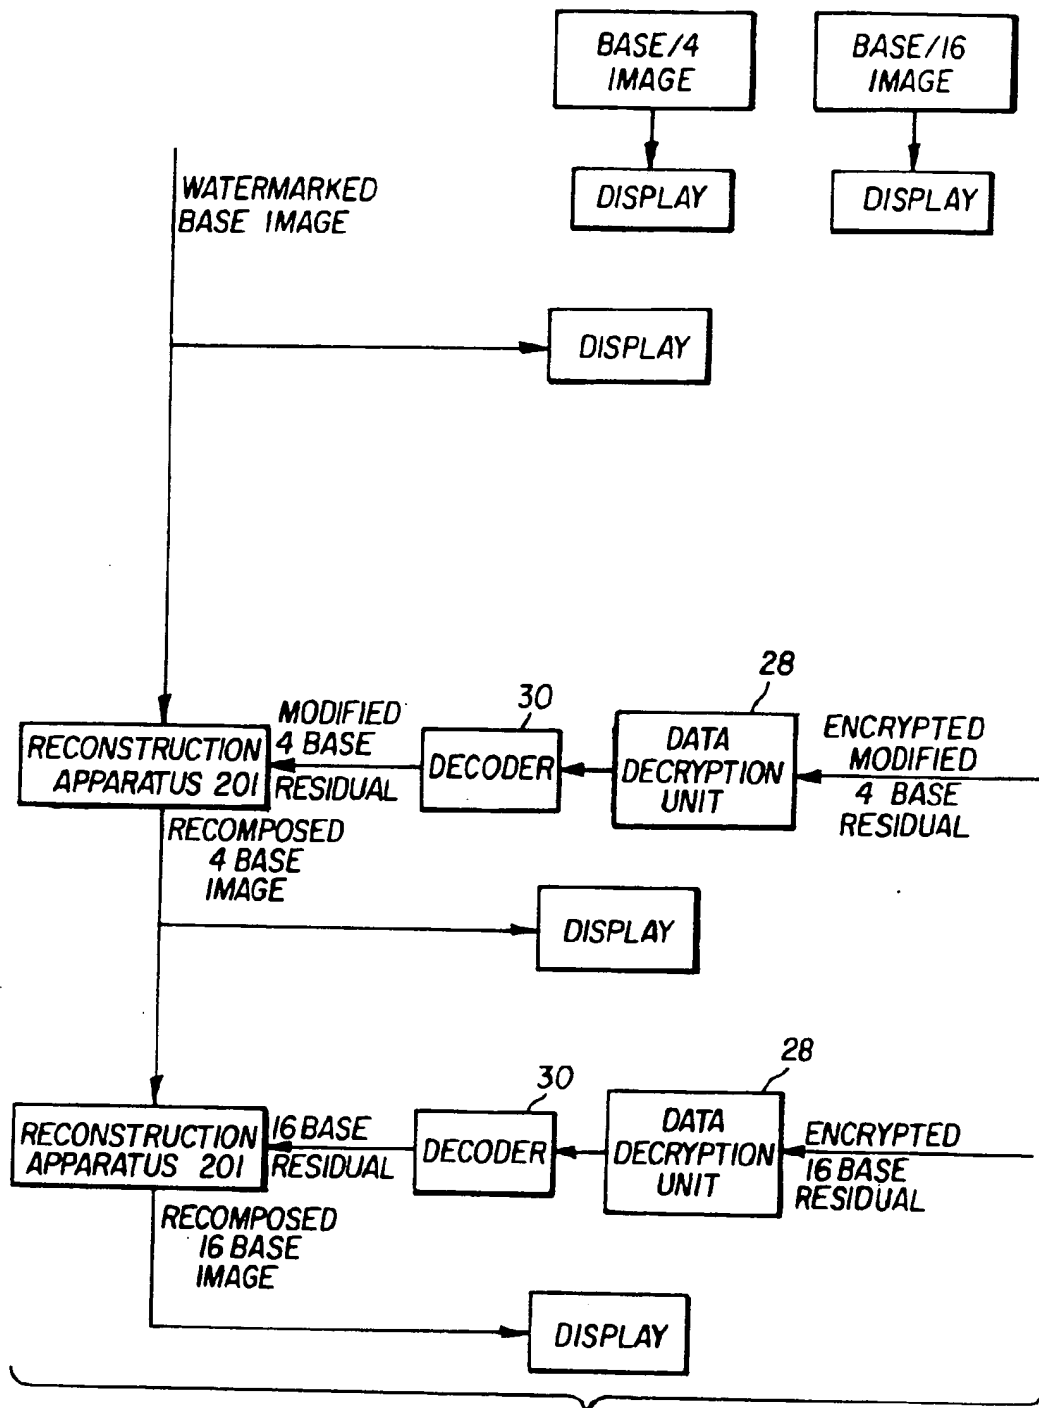 BASE/4
IMAGE
BASE/16
IMAGE
DISPLAY
DISPLAY
WATERMARKED
BASE IMAGE
DISPLAY
28
30
MODIFIED
4 BASE
RESIDUAL
RECONSTRUCTION
APPARATUS 201
DECODER
DATA
DECRYPTION
UNIT
ENCRYPTED
MODIFIED
4 BASE
RESIDUAL
RECOMPOSED
4 BASE
IMAGE
DISPLAY
28
30
RECONSTRUCTION
APPARATUS 201
16 BASE
RESIDUAL
DECODER
DATA
DECRYPTION
UNIT
ENCRYPTED
16 BASE
RESIDUAL
RECOMPOSED
16 BASE
IMAGE
DISPLAY